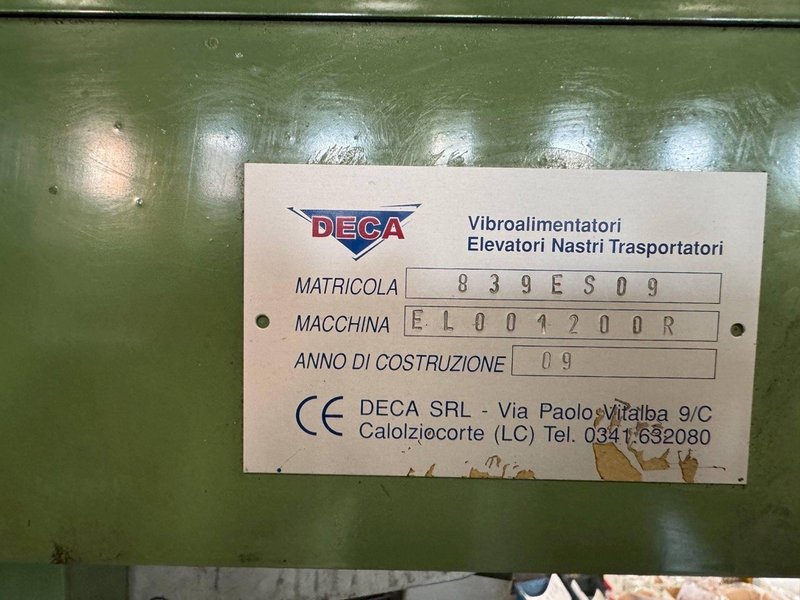 DECA
Vibroalimentatori
Elevatori Nastri Trasportatori
MATRICOLA 839ES09
MACCHINA EL001200R
ANNO DI COSTRUZIONE 09
CE DECA SRL - Via Paolo Vitalba 9/C
Calolziocorte (LC) Tel. 0341.632080